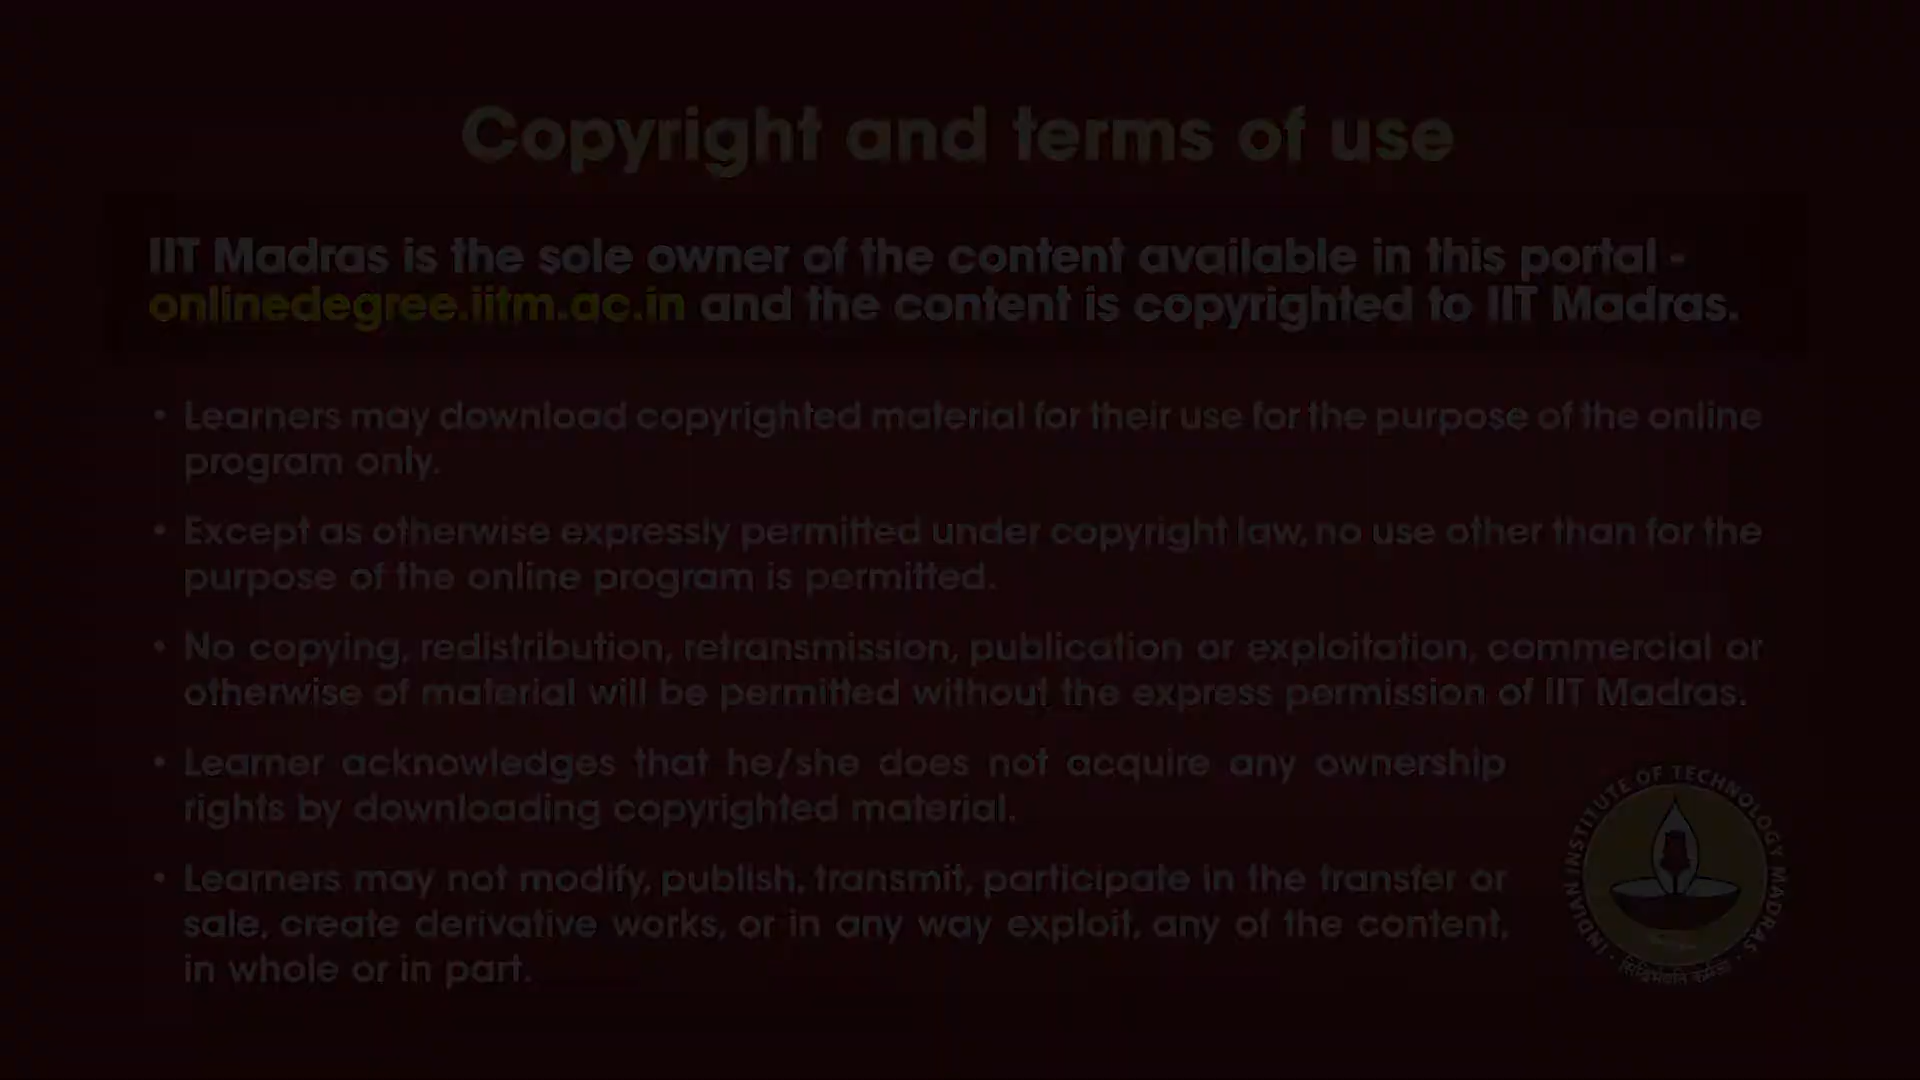 Copyright and terms of use
IIT Madras is the sole owner of the content available in this portal -
onlinedegree.iitm.ac.in and the content is copyrighted to IIT Madras.
• Learners may download copyrighted material for their use for the purpose of the online
program only.
• Except as otherwise expressly permitted under copyright law, no use other than for the
purpose of the online program is permitted.
• No copying, redistribution, retransmission, publication or exploitation, commercial or
otherwise of material will be permitted without the express permission of IIT Madras.
• Learner acknowledges that he/she does not acquire any ownership
rights by downloading copyrighted material.
• Learners may not modify, publish, transmit, participate in the transfer or
sale, create derivative works, or in any way exploit, any of the content,
in whole or in part.
INDIAN INSTITUTE OF TECHNOLOGY MADRAS